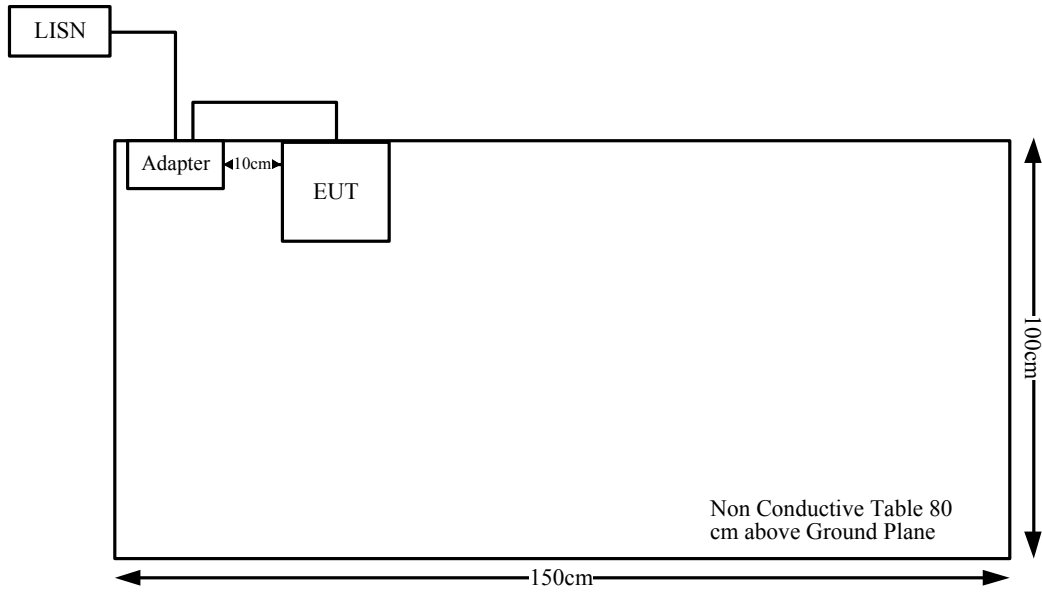 LISN
Adapter
10cm
EUT
100cm
Non Conductive Table 80
cm above Ground Plane
150cm